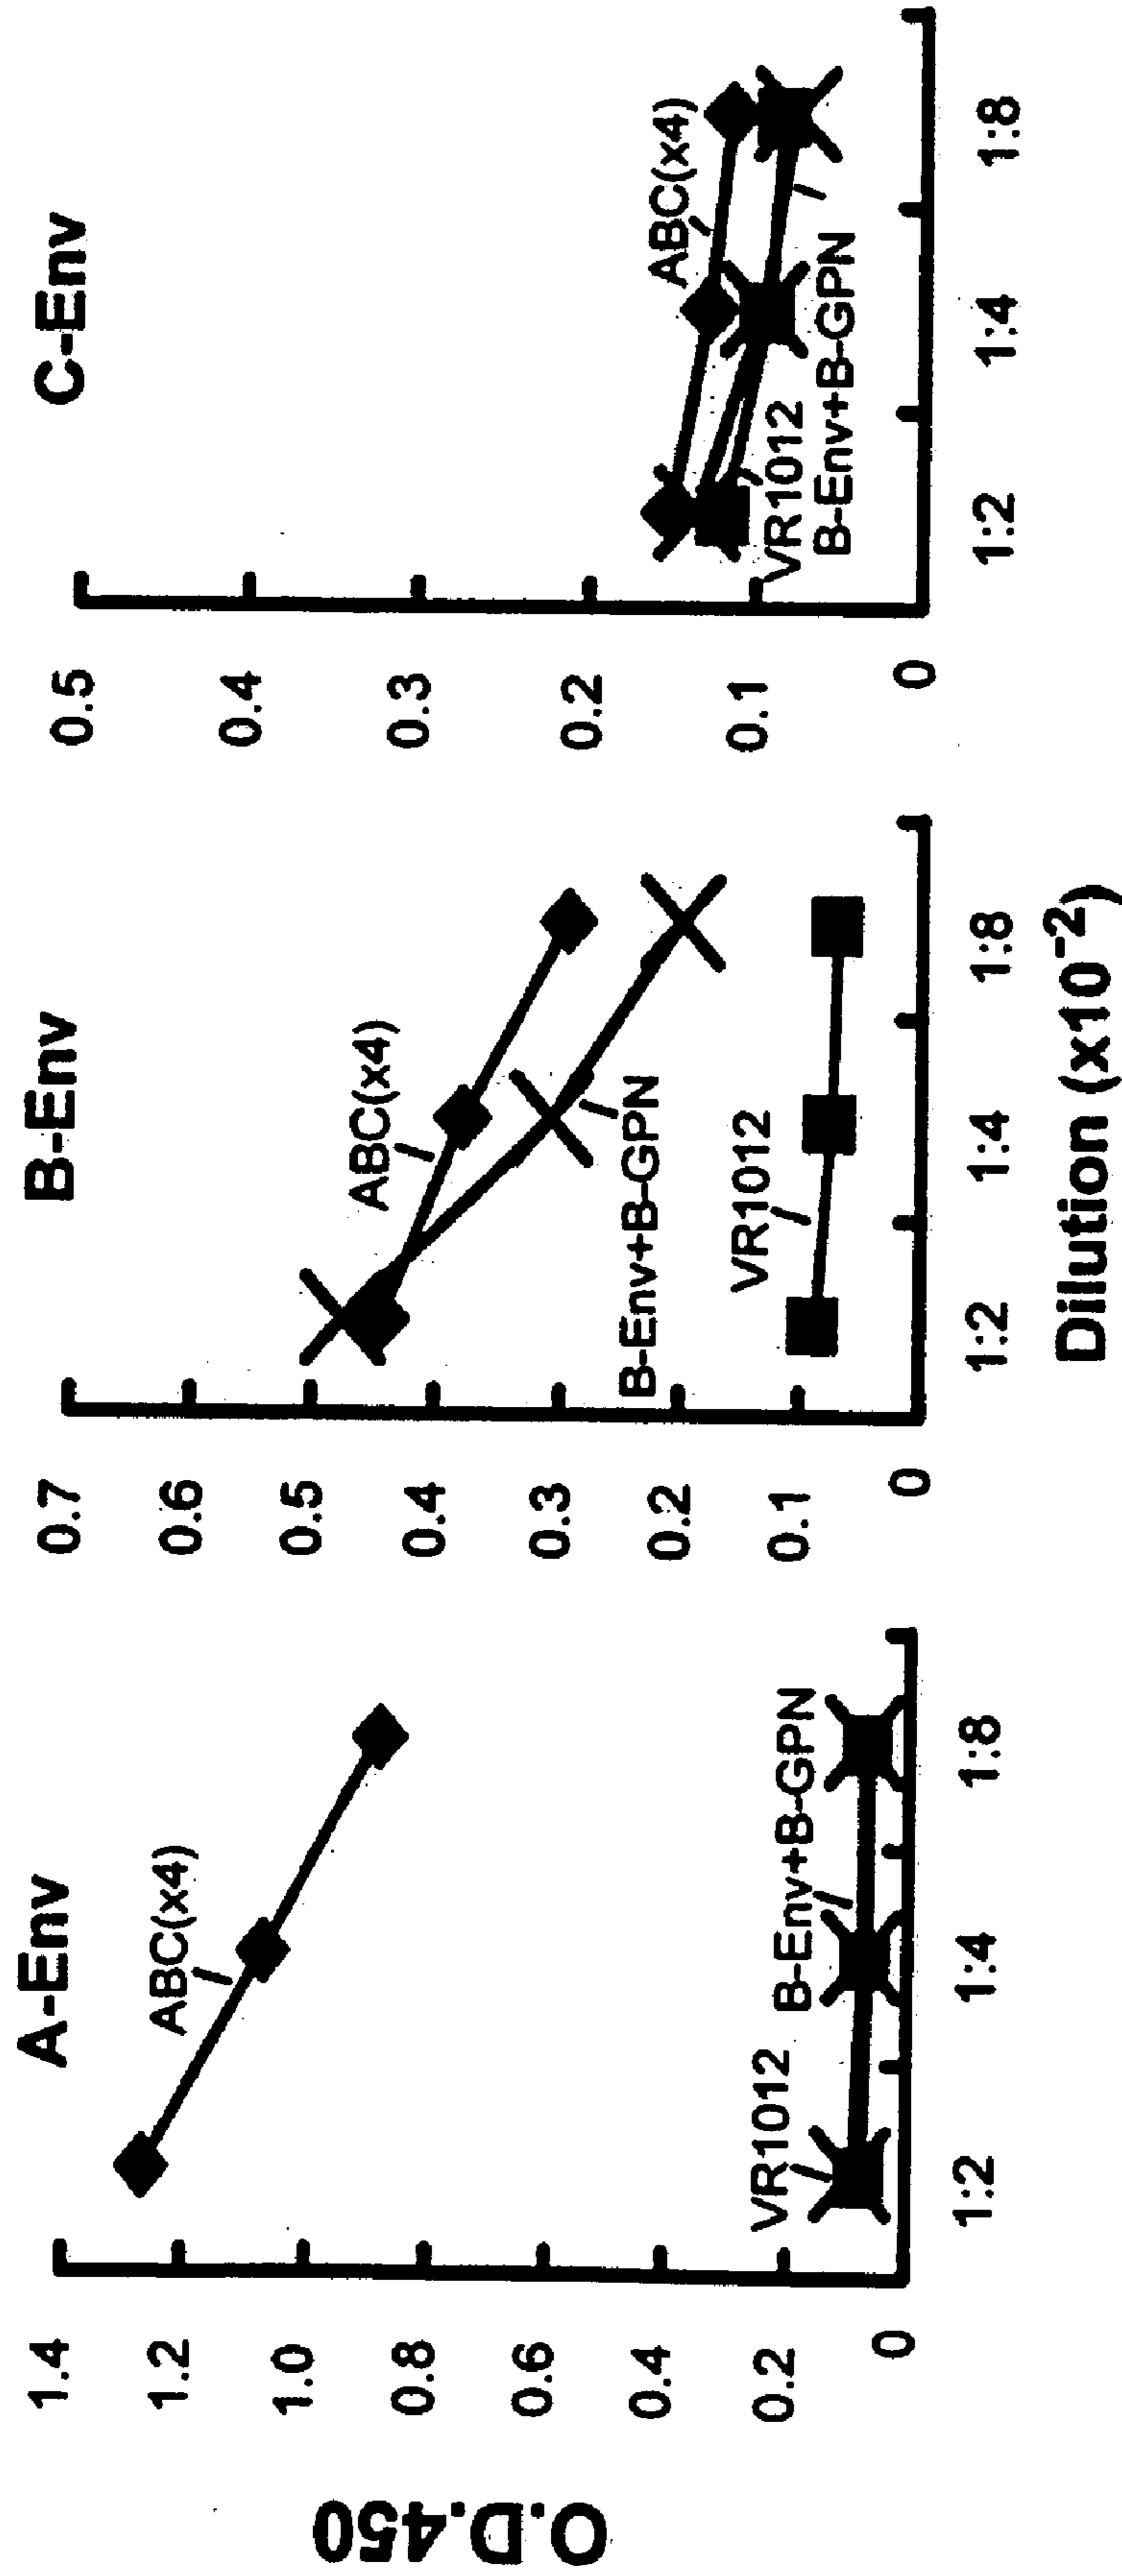 O.D.450
A-Env
1.4
1.2
1.0
0.8
0.6
0.4
0.2
0
ABC(x4)
VR1012
B-Env+B-GPN
1:2
1:4
1:8
B-Env
0.7
0.6
0.5
0.4
0.3
0.2
0.1
0
ABC(x4)
B-Env+B-GPN
VR1012
1:2
1:4
1:8
C-Env
0.5
0.4
0.3
0.2
0.1
0
ABC(x4)
VR1012
B-Env+B-GPN
1:2
1:4
1:8
Dilution (x10⁻²)